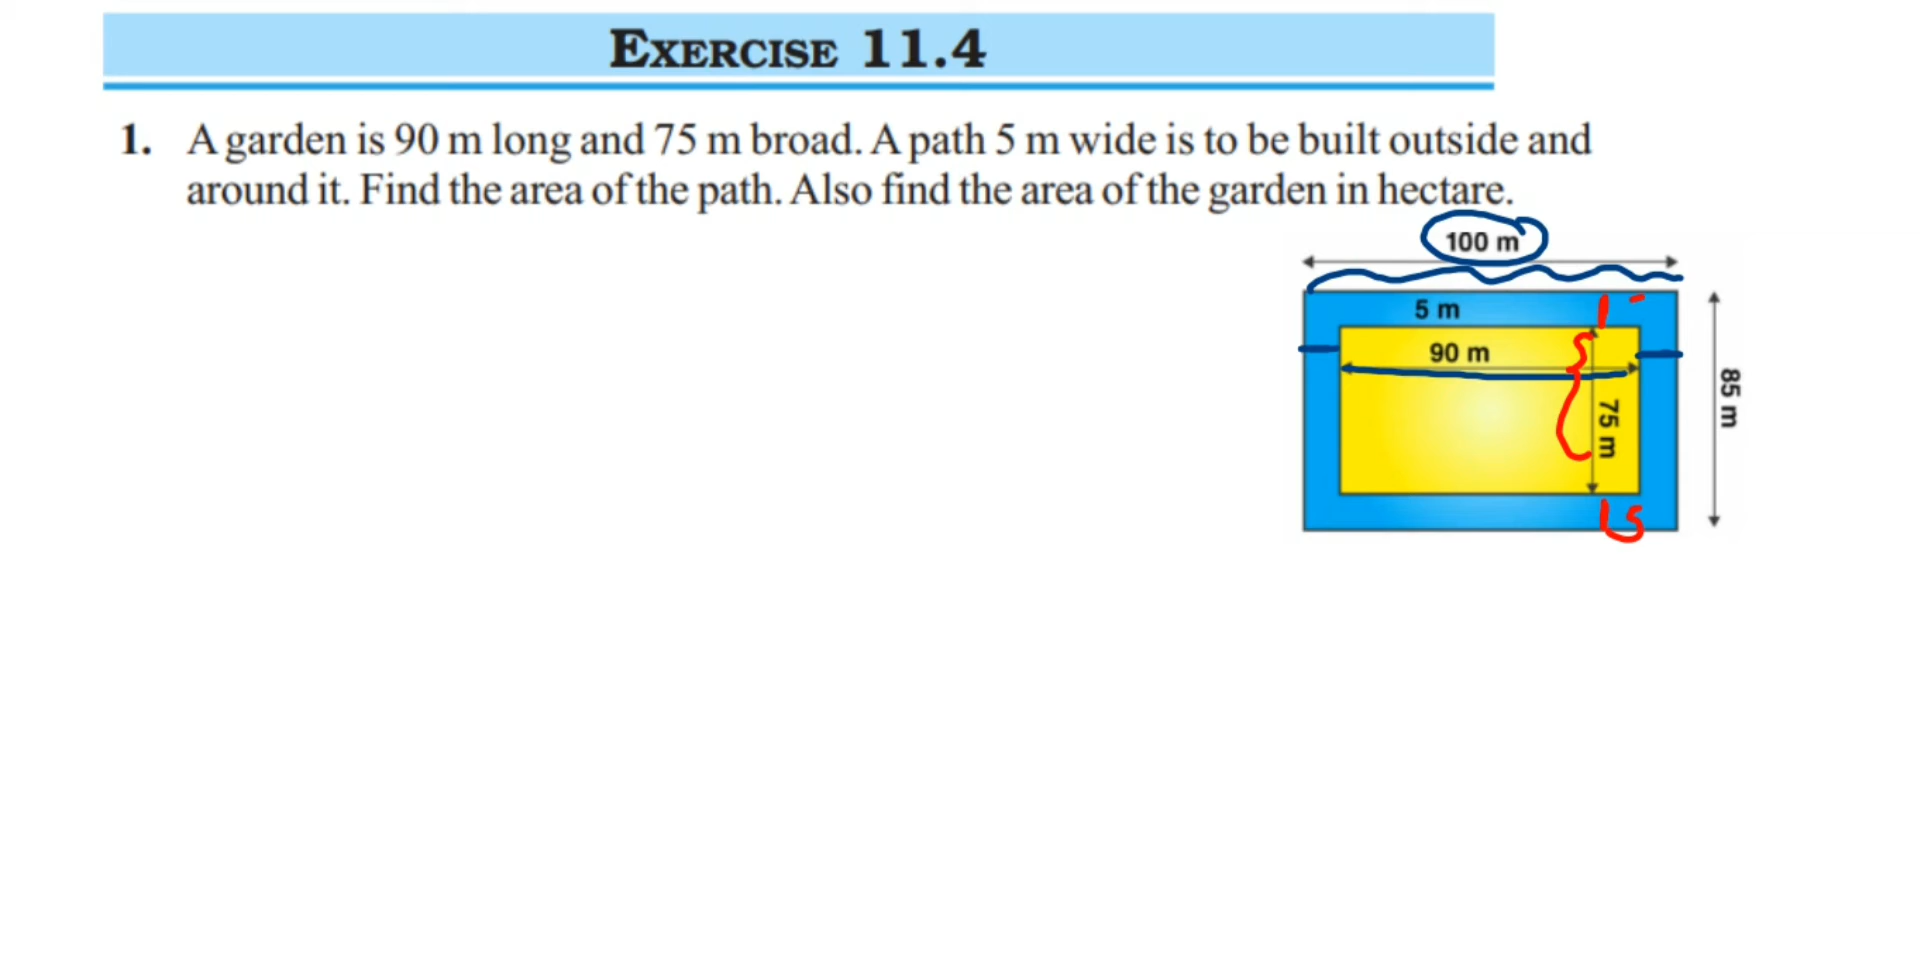 EXERCISE 11.4
1. A garden is 90 m long and 75 m broad. A path 5 m wide is to be built outside and
around it. Find the area of the path. Also find the area of the garden in hectare.
100 m
5 m
90 m
75 m
85 m
5